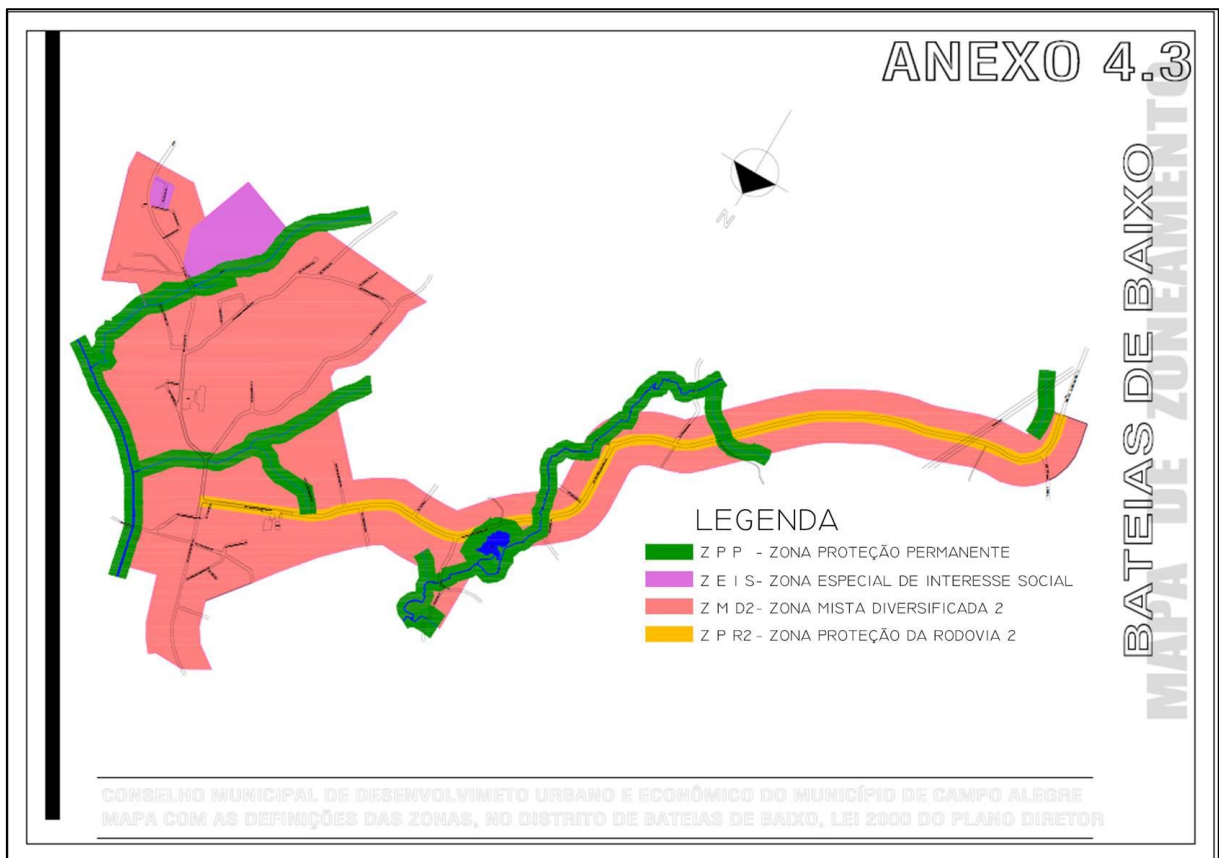 ANEXO 4.3
BATEIAS DE BAIXO
MAPA DE ZONEAMENTO
N
LEGENDA
Z P P - ZONA PROTEÇÃO PERMANENTE
Z E I S- ZONA ESPECIAL DE INTERESSE SOCIAL
Z M D2- ZONA MISTA DIVERSIFICADA 2
Z P R2 - ZONA PROTEÇÃO DA RODOVIA 2
CONSELHO MUNICIPAL DE DESENVOLVIMETO URBANO E ECONÔMICO DO MUNICÍPIO DE CAMPO ALEGRE
MAPA COM AS DEFINIÇÕES DAS ZONAS, NO DISTRITO DE BATEIAS DE BAIXO, LEI 2000 DO PLANO DIRETOR